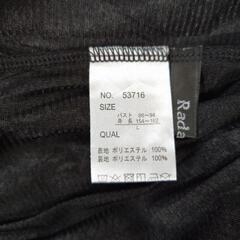 NO. 53716
SIZE
バスト 86〜94
身 長 154〜162
L
QUAL
表地 ポリエステル 100%
裏地 ポリエステル 100%
Rada